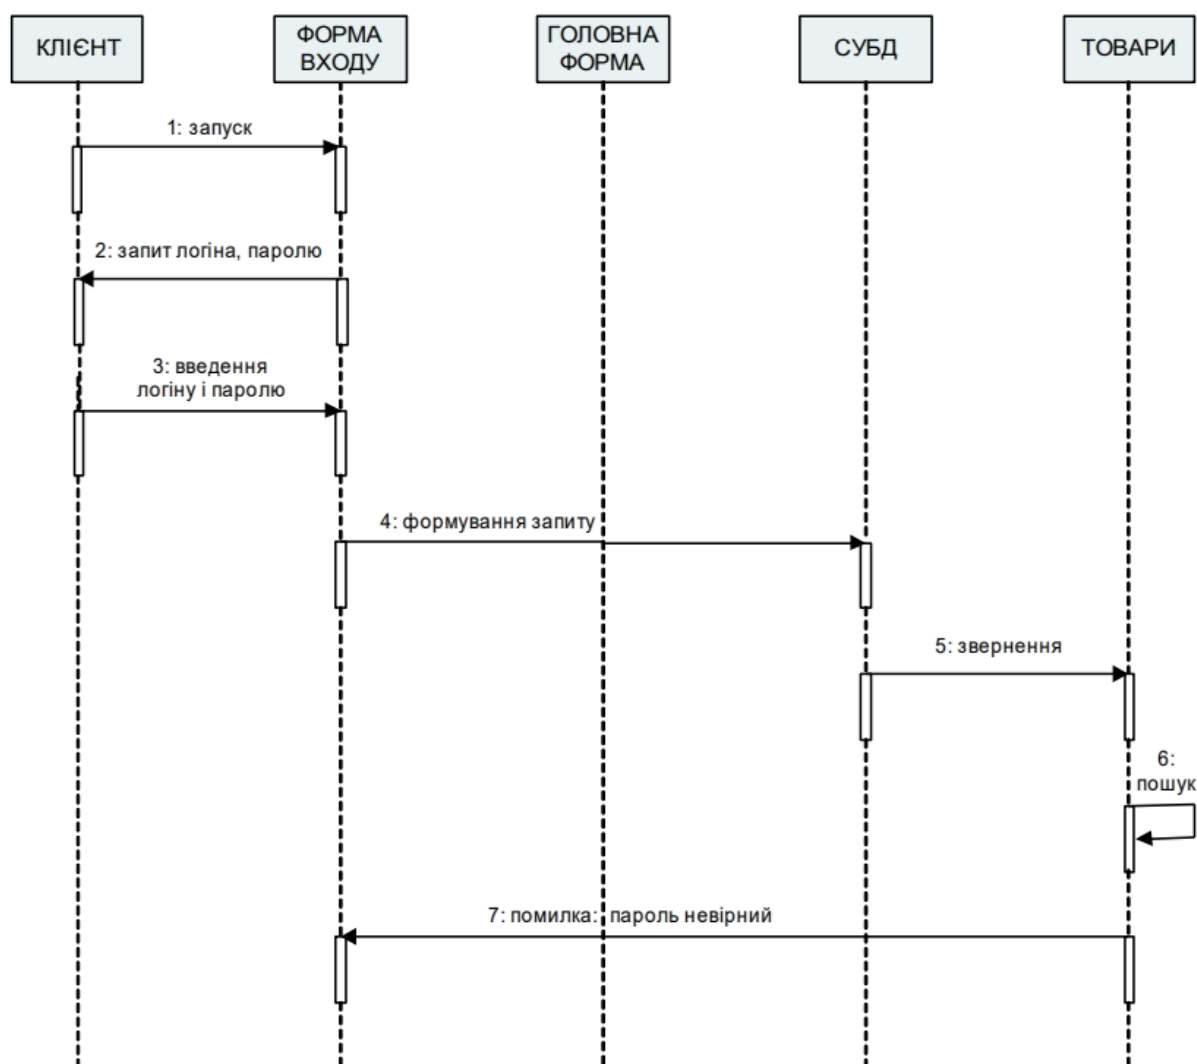 КЛІЄНТ
ФОРМА
ВХОДУ
ГОЛОВНА
ФОРМА
СУБД
ТОВАРИ
1: запуск
2: запит логіна, паролю
3: введення
логіну і паролю
4: формування запиту
5: звернення
6:
пошук
7: помилка: пароль невірний